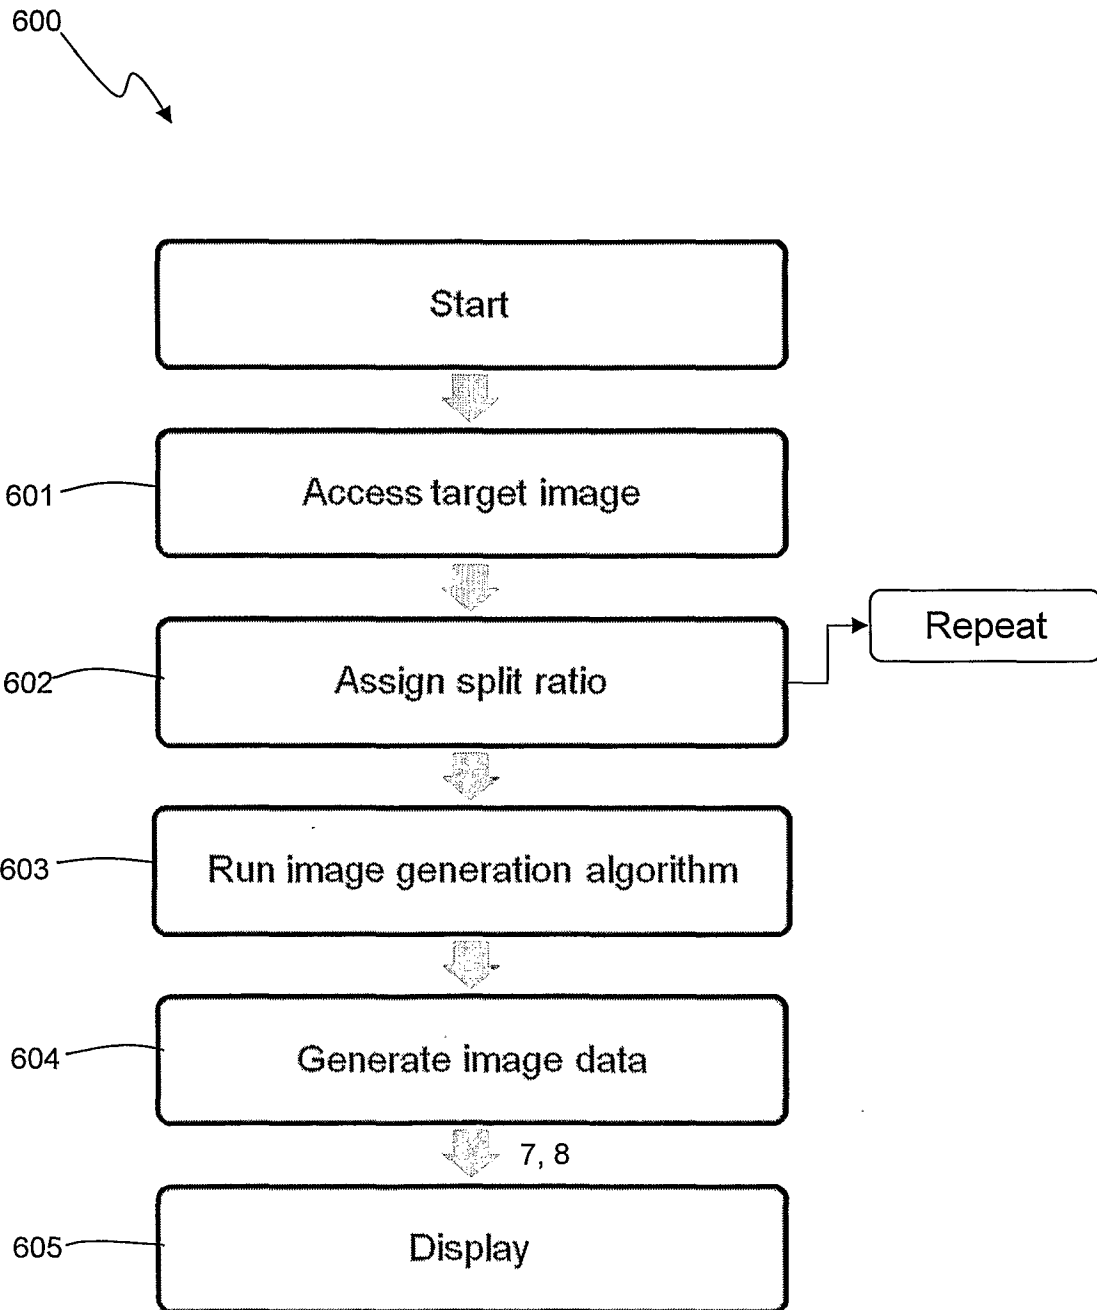 600
Start
601
Access target image
Repeat
602
Assign split ratio
603
Run image generation algorithm
604
Generate image data
7, 8
605
Display